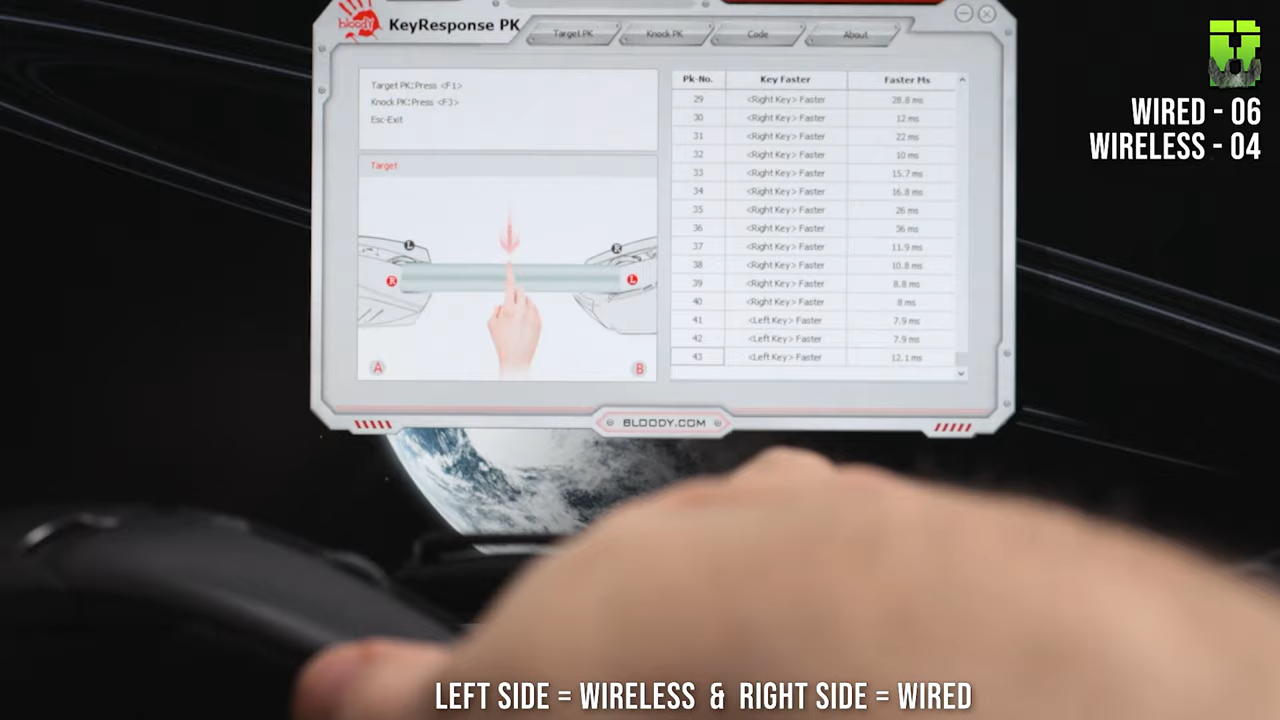 bloody KeyResponse PK
Target PK Knock PK Code About
WIRED - 06
WIRELESS - 04
Target PK:Press <F1>
Knock PK:Press <F3>
Esc-Exit
Target
L R
R L
A B
Pk-No. Key Faster Faster Ms
29 <Right Key> Faster 28.8 ms
30 <Right Key> Faster 12 ms
31 <Right Key> Faster 22 ms
32 <Right Key> Faster 10 ms
33 <Right Key> Faster 15.7 ms
34 <Right Key> Faster 16.8 ms
35 <Right Key> Faster 26 ms
36 <Right Key> Faster 36 ms
37 <Right Key> Faster 11.9 ms
38 <Right Key> Faster 10.8 ms
39 <Right Key> Faster 8.8 ms
40 <Right Key> Faster 8 ms
41 <Left Key> Faster 7.9 ms
42 <Left Key> Faster 7.9 ms
43 <Left Key> Faster 12.1 ms
BLOODY.COM
LEFT SIDE = WIRELESS & RIGHT SIDE = WIRED